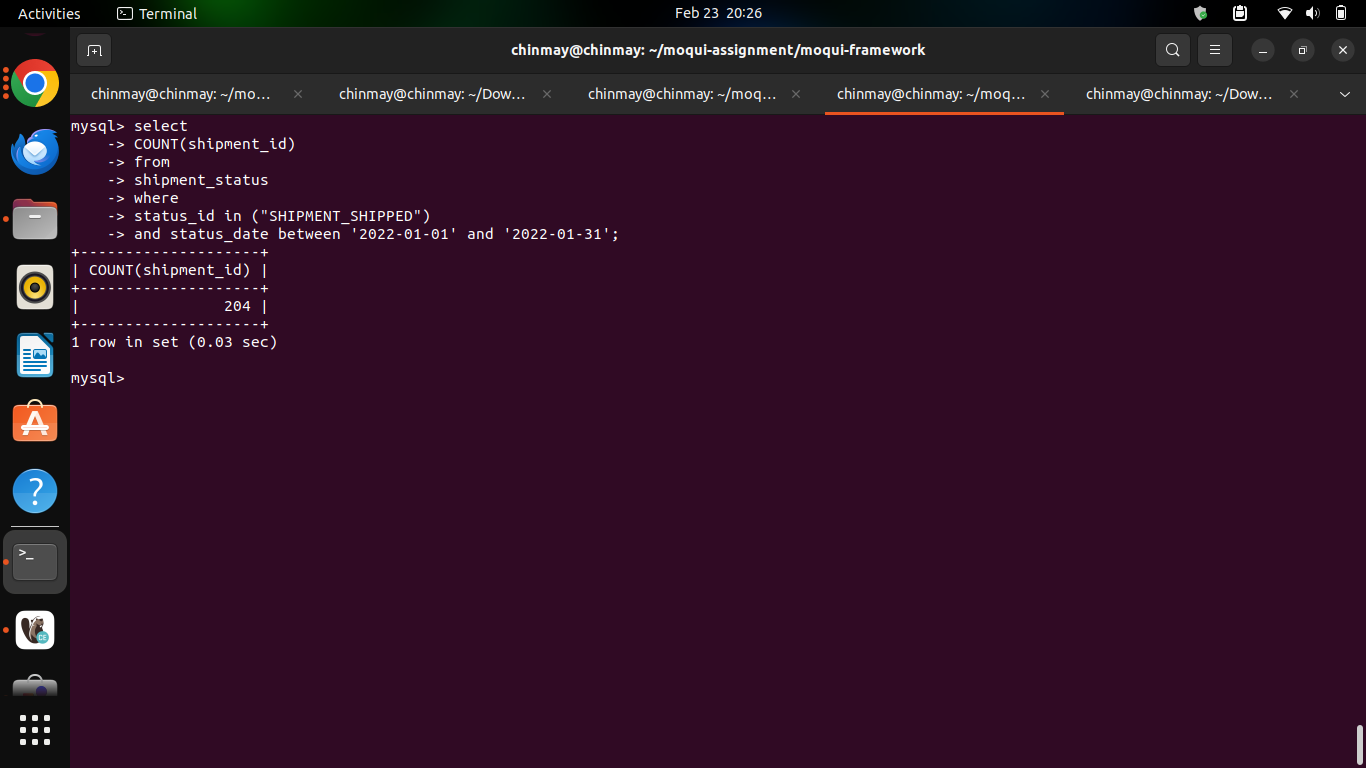 Activities
Terminal
Feb 23 20:26
chinmay@chinmay: ~/moqui-assignment/moqui-framework
chinmay@chinmay: ~/mo...
chinmay@chinmay: ~/Dow...
chinmay@chinmay: ~/moq...
chinmay@chinmay: ~/moq...
chinmay@chinmay: ~/Dow...
mysql> select
    -> COUNT(shipment_id)
    -> from
    -> shipment_status
    -> where
    -> status_id in ("SHIPMENT_SHIPPED")
    -> and status_date between '2022-01-01' and '2022-01-31';
+--------------------+
| COUNT(shipment_id) |
+--------------------+
|                204 |
+--------------------+
1 row in set (0.03 sec)
mysql>
>_
CE